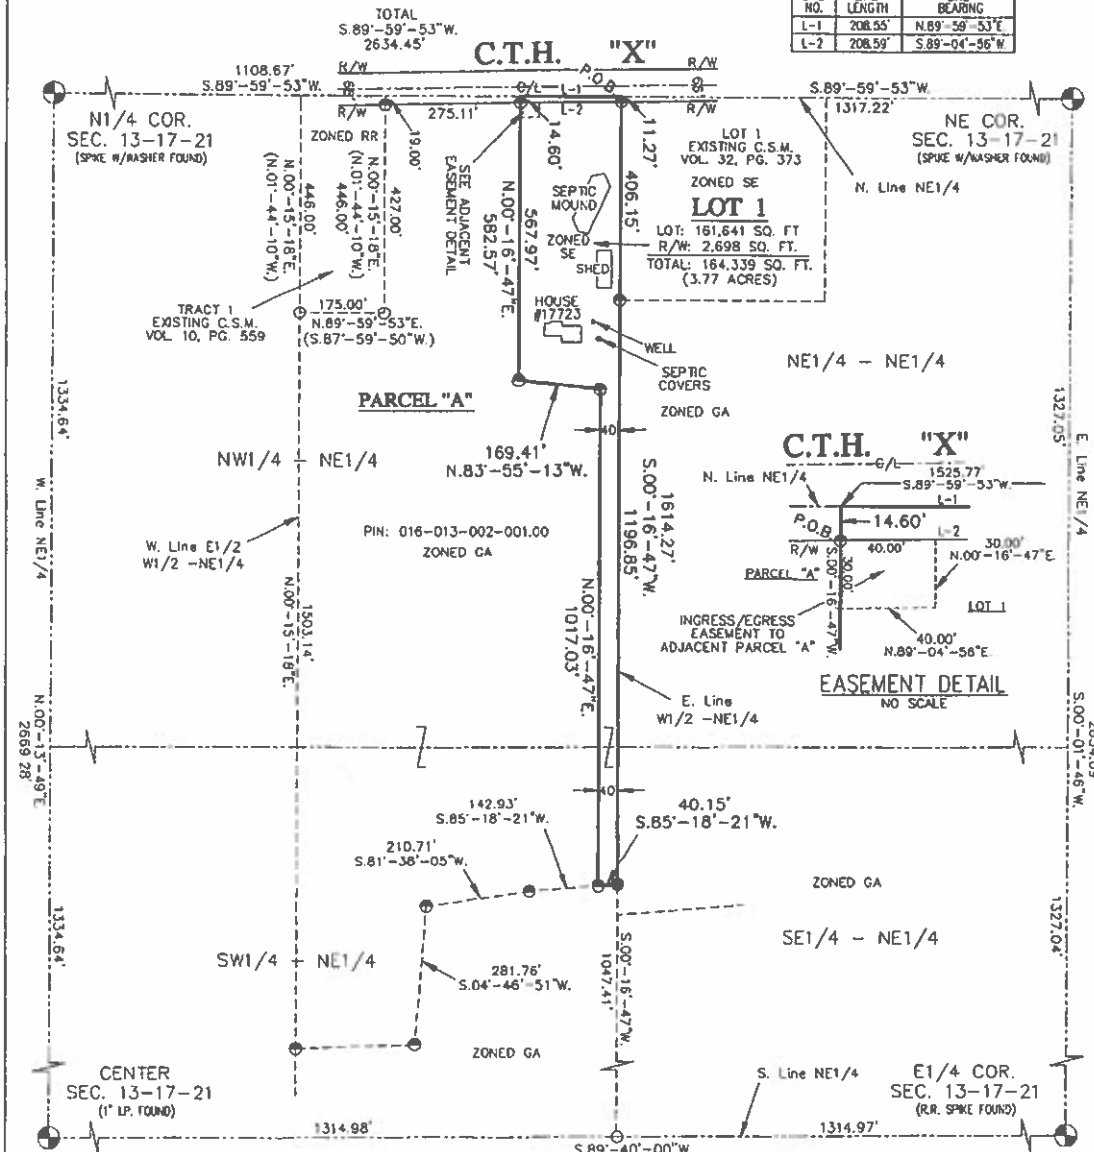 NO. LENGTH BEARING
L-1 208.55' N.89°-59'-53"E
L-2 208.59' S.89°-04'-56"W.
TOTAL
S.89°-59'-53"W.
2634.45'
C.T.H. "X"
R/W
R/W
P.O.B.
1108.67'
S.89°-59'-53"W.
66
C/L
L-1
66
S.89°-59'-53"W.
1317.22'
R/W
275.11'
L-2
R/W
N1/4 COR.
SEC. 13-17-21
(SPIKE W/WASHER FOUND)
NE COR.
SEC. 13-17-21
(SPIKE W/WASHER FOUND)
N. Line NE1/4
ZONED RR
19.00'
14.60'
11.27'
LOT 1
EXISTING C.S.M.
VOL. 32, PG. 373
ZONED SE
LOT 1
LOT: 161,641 SQ. FT
R/W: 2,698 SQ. FT.
TOTAL: 164,339 SQ. FT.
(3.77 ACRES)
N.00°-15'-18"E.
446.00'
(N.01°-44'-10"W.)
427.00'
N.00°-15'-18"E.
446.00'
(N.01°-44'-10"W.)
SEE ADJACENT
EASEMENT DETAIL
567.97'
N.00°-16'-47"E.
582.57'
406.15'
SEPTIC
MOUND
ZONED
SE
SHED
HOUSE
#17723
WELL
SEPTIC
COVERS
TRACT 1
EXISTING C.S.M.
VOL. 10, PG. 559
175.00'
N.89°-59'-53"E.
(S.87°-59'-50"W.)
NE1/4 - NE1/4
PARCEL "A"
ZONED GA
40
169.41'
N.83°-55'-13"W.
NW1/4 - NE1/4
1334.64'
W. Line NE1/4
1327.05'
E. Line NE1/4
PIN: 016-013-002-001.00
ZONED GA
W. Line E1/2
W1/2 -NE1/4
1614.27'
S.00°-16'-47"W.
1196.85'
N.00°-16'-47"E.
1017.03'
1503.14'
N.00°-15'-18"E.
C.T.H. "X"
C/L
N. Line NE1/4
1525.77'
S.89°-59'-53"W.
L-1
P.O.B.
14.60'
L-2
R/W
40.00'
30.00'
N.00°-16'-47"E.
PARCEL "A"
30.00'
S.00°-16'-47"W.
LOT 1
INGRESS/EGRESS
EASEMENT TO
ADJACENT PARCEL "A"
40.00'
N.89°-04'-56"E.
EASEMENT DETAIL
NO SCALE
E. Line
W1/2 -NE1/4
N.00°-13'-49"E.
2669.28'
S.00°-01'-46"W.
40
142.93'
S.85°-18'-21"W.
40.15'
S.85°-18'-21"W.
210.71'
S.81°-38'-05"W.
ZONED GA
1334.64'
1327.04'
SW1/4 - NE1/4
SE1/4 - NE1/4
281.76'
S.04°-46'-51"W.
S.00°-16'-47"W.
1047.41'
ZONED GA
CENTER
SEC. 13-17-21
(1" I.P. FOUND)
S. Line NE1/4
E1/4 COR.
SEC. 13-17-21
(R.R. SPIKE FOUND)
1314.98'
1314.97'
S.89°-40'-00"W.